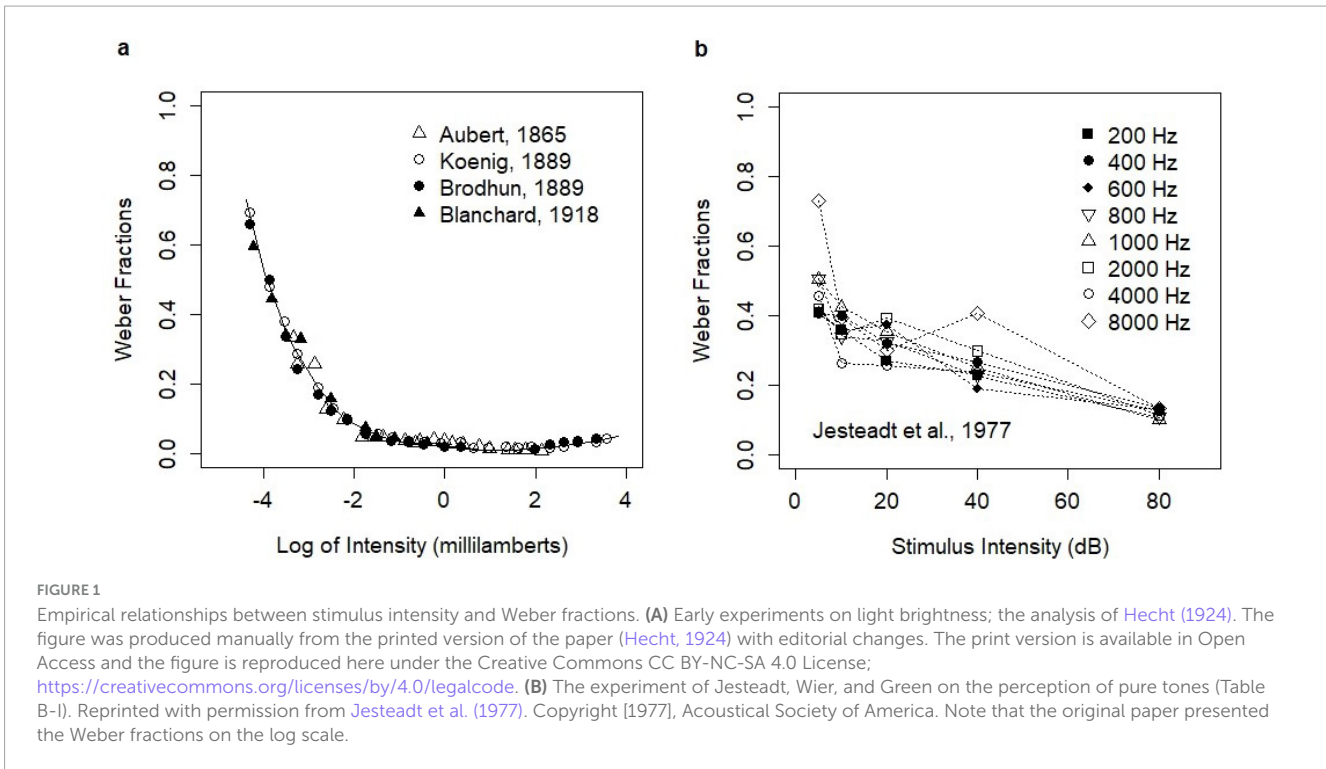 a
Weber Fractions
1.0
0.8
0.6
0.4
0.2
0.0
Aubert, 1865
Koenig, 1889
Brodhun, 1889
Blanchard, 1918
-4
-2
0
2
4
Log of Intensity (millilamberts)
b
Weber Fractions
1.0
0.8
0.6
0.4
0.2
0.0
200 Hz
400 Hz
600 Hz
800 Hz
1000 Hz
2000 Hz
4000 Hz
8000 Hz
Jesteadt et al., 1977
0
20
40
60
80
Stimulus Intensity (dB)
FIGURE 1
Empirical relationships between stimulus intensity and Weber fractions. (A) Early experiments on light brightness; the analysis of Hecht (1924). The
figure was produced manually from the printed version of the paper (Hecht, 1924) with editorial changes. The print version is available in Open
Access and the figure is reproduced here under the Creative Commons CC BY-NC-SA 4.0 License;
https://creativecommons.org/licenses/by/4.0/legalcode. (B) The experiment of Jesteadt, Wier, and Green on the perception of pure tones (Table
B-I). Reprinted with permission from Jesteadt et al. (1977). Copyright [1977], Acoustical Society of America. Note that the original paper presented
the Weber fractions on the log scale.